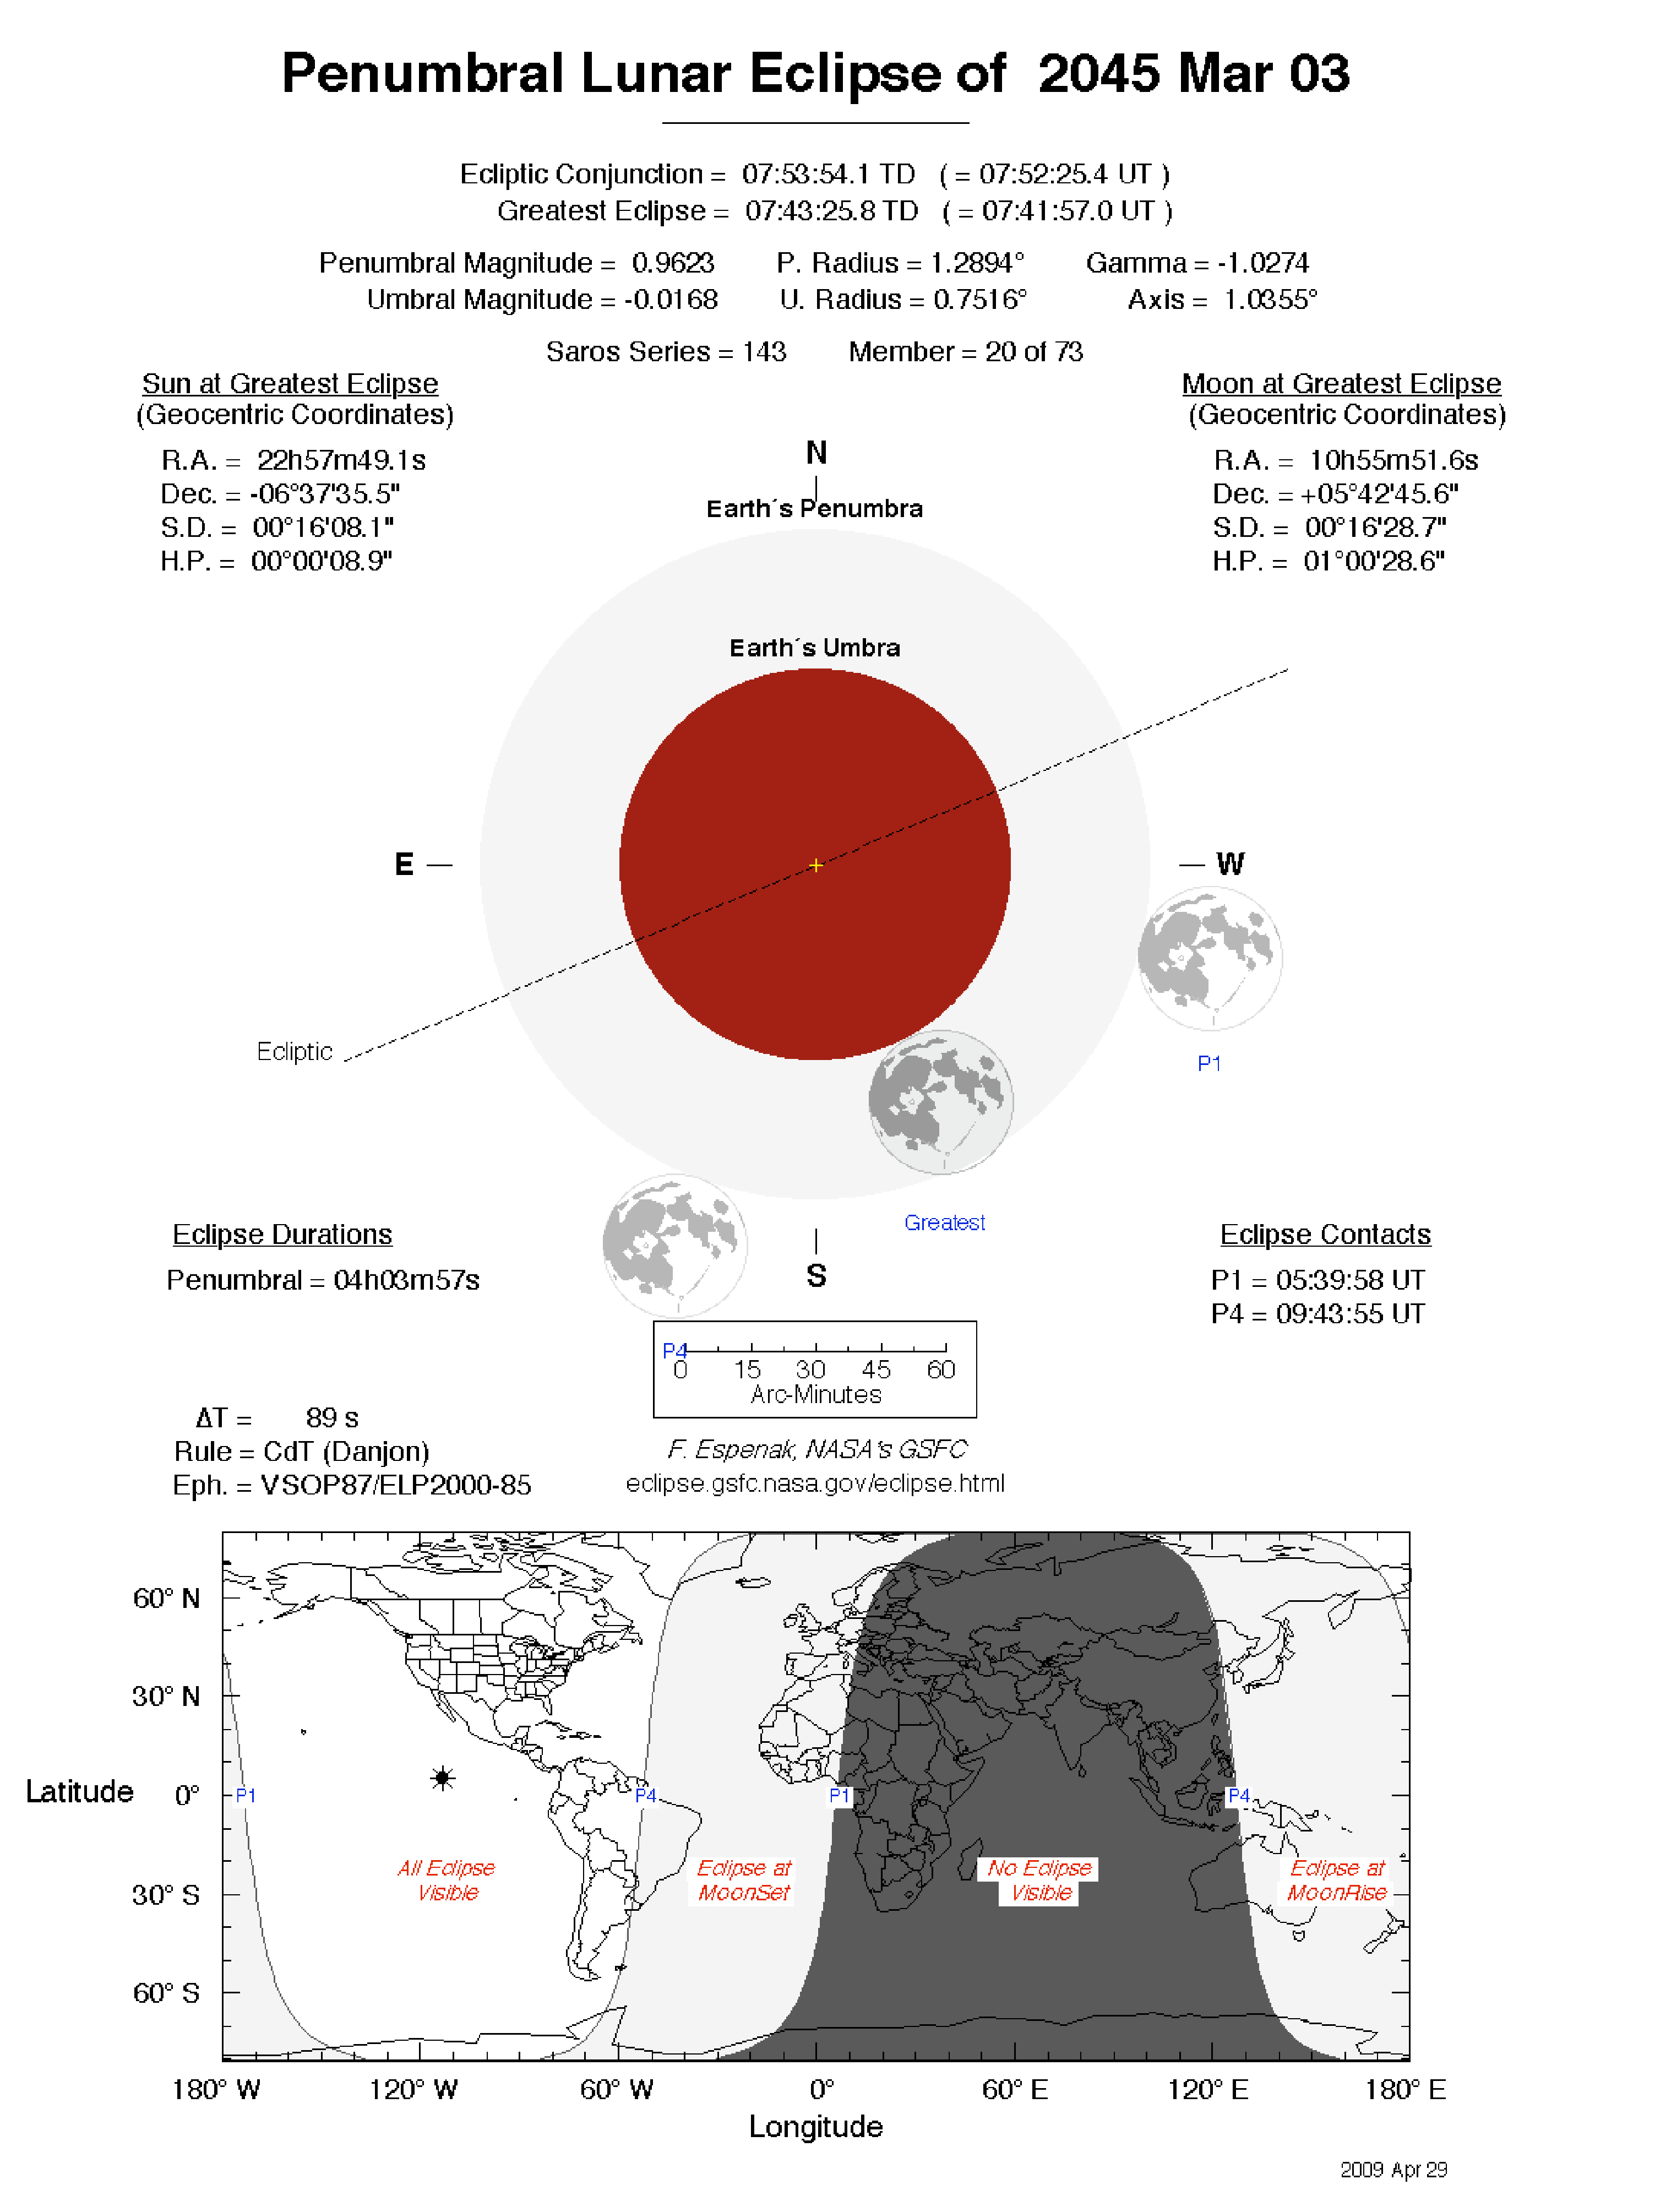 Penumbral Lunar Eclipse of 2045 Mar 03
Ecliptic Conjunction = 07:53:54.1 TD ( = 07:52:25.4 UT )
Greatest Eclipse = 07:43:25.8 TD ( = 07:41:57.0 UT )
Penumbral Magnitude = 0.9623 P. Radius = 1.2894° Gamma = -1.0274
Umbral Magnitude = -0.0168 U. Radius = 0.7516° Axis = 1.0355°
Saros Series = 143 Member = 20 of 73
Sun at Greatest Eclipse
(Geocentric Coordinates)
R.A. = 22h57m49.1s
Dec. = -06°37'35.5"
S.D. = 00°16'08.1"
H.P. = 00°00'08.9"
Moon at Greatest Eclipse
(Geocentric Coordinates)
R.A. = 10h55m51.6s
Dec. = +05°42'45.6"
S.D. = 00°16'28.7"
H.P. = 01°00'28.6"
N
Earth´s Penumbra
Earth´s Umbra
E
W
Ecliptic
P1
Greatest
S
Eclipse Durations
Penumbral = 04h03m57s
Eclipse Contacts
P1 = 05:39:58 UT
P4 = 09:43:55 UT
P4
0 15 30 45 60
Arc-Minutes
ΔT = 89 s
Rule = CdT (Danjon)
Eph. = VSOP87/ELP2000-85
F. Espenak, NASA's GSFC
eclipse.gsfc.nasa.gov/eclipse.html
60° N
30° N
Latitude 0°
30° S
60° S
P1 P4 P1 P4
All Eclipse
Visible
Eclipse at
MoonSet
No Eclipse
Visible
Eclipse at
MoonRise
180° W 120° W 60° W 0° 60° E 120° E 180° E
Longitude
2009 Apr 29